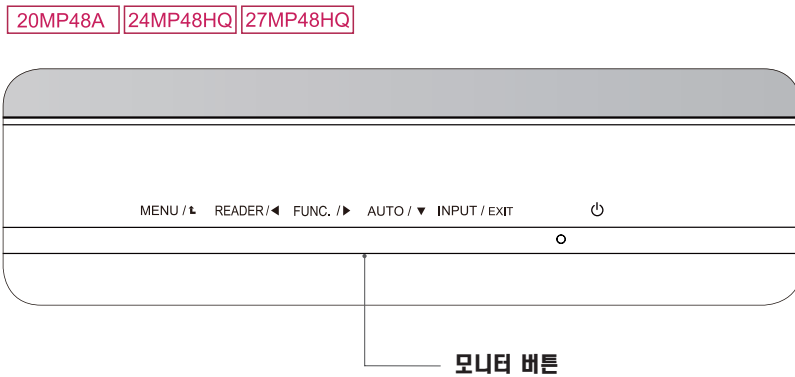 20MP48A 24MP48HQ 27MP48HQ
MENU / READER/◀ FUNC. /▶ AUTO / ▼ INPUT / EXIT
모니터 버튼